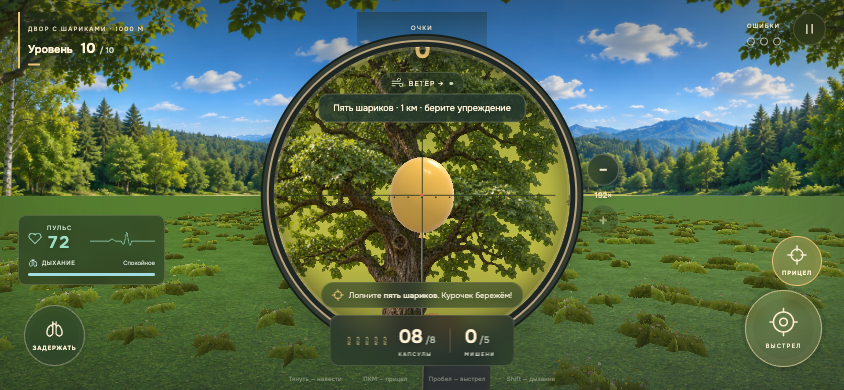 ДВОР С ШАРИКАМИ · 1000 М
Уровень 10 / 10
ОЧКИ
0
ОШИБКИ
ВЕТЕР →
Пять шариков · 1 км · берите упреждение
192×
ПУЛЬС
72
ДЫХАНИЕ Спокойное
ЗАДЕРЖАТЬ
ПРИЦЕЛ
ВЫСТРЕЛ
Лопните пять шариков. Курочек бережём!
08 /8
КАПСУЛЫ
0 /5
МИШЕНИ
Тянуть — навести ПКМ — прицел Пробел — выстрел Shift — дыхание